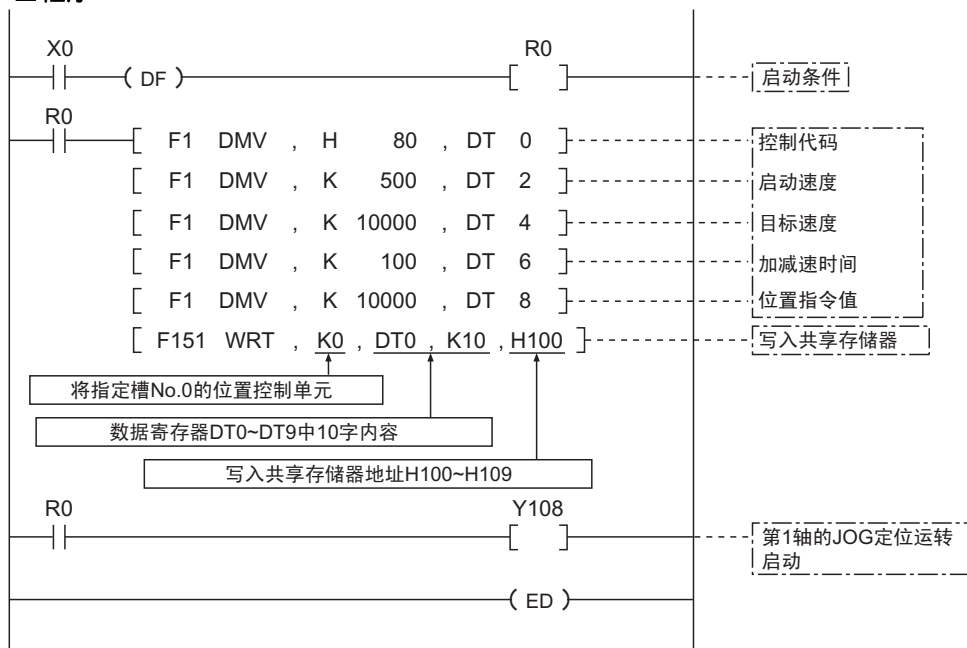 X0 R0
( DF ) 启动条件
R0
[ F1 DMV , H 80 , DT 0 ] 控制代码
[ F1 DMV , K 500 , DT 2 ] 启动速度
[ F1 DMV , K 10000 , DT 4 ] 目标速度
[ F1 DMV , K 100 , DT 6 ] 加减速时间
[ F1 DMV , K 10000 , DT 8 ] 位置指令值
[ F151 WRT , K0 , DT0 , K10 , H100 ] 写入共享存储器
将指定槽No.0的位置控制单元
数据寄存器DT0~DT9中10字内容
写入共享存储器地址H100~H109
R0 Y108
第1轴的JOG定位运转
启动
( ED )